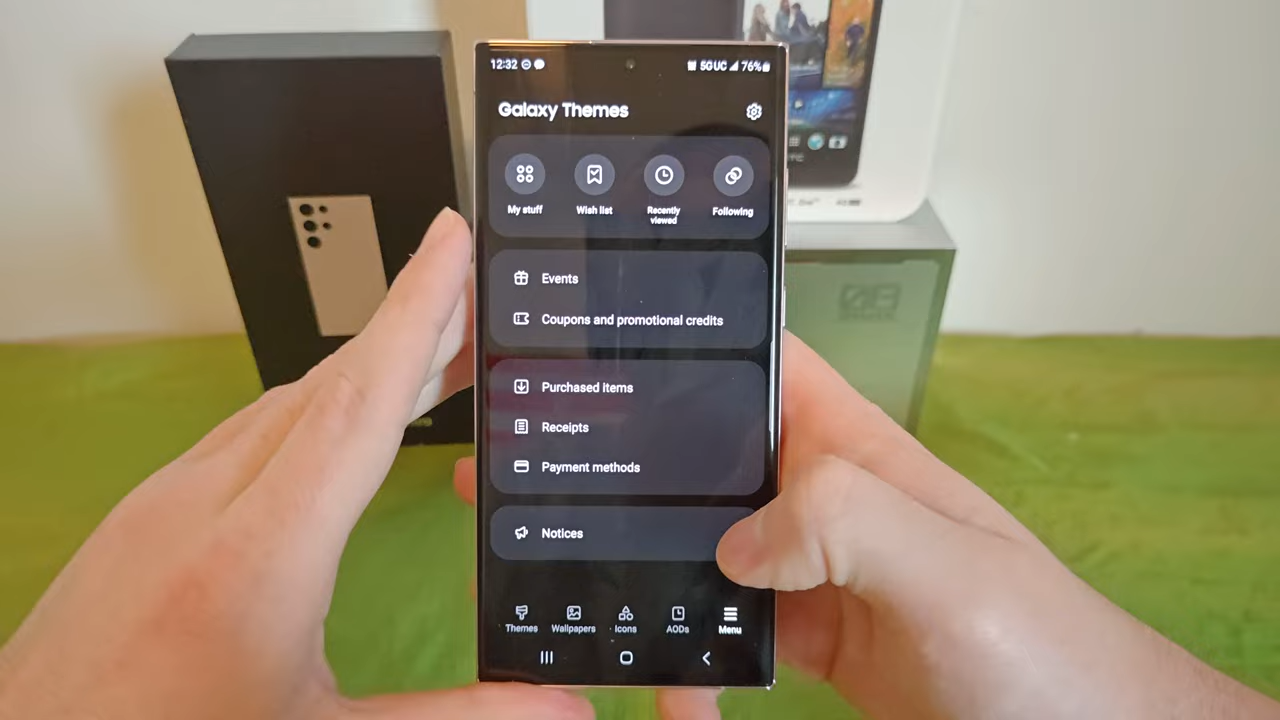 12:32 5G UC 76%
Galaxy Themes
My stuff Wish list Recently viewed Following
Events
Coupons and promotional credits
Purchased items
Receipts
Payment methods
Notices
Themes Wallpapers Icons AODs Menu